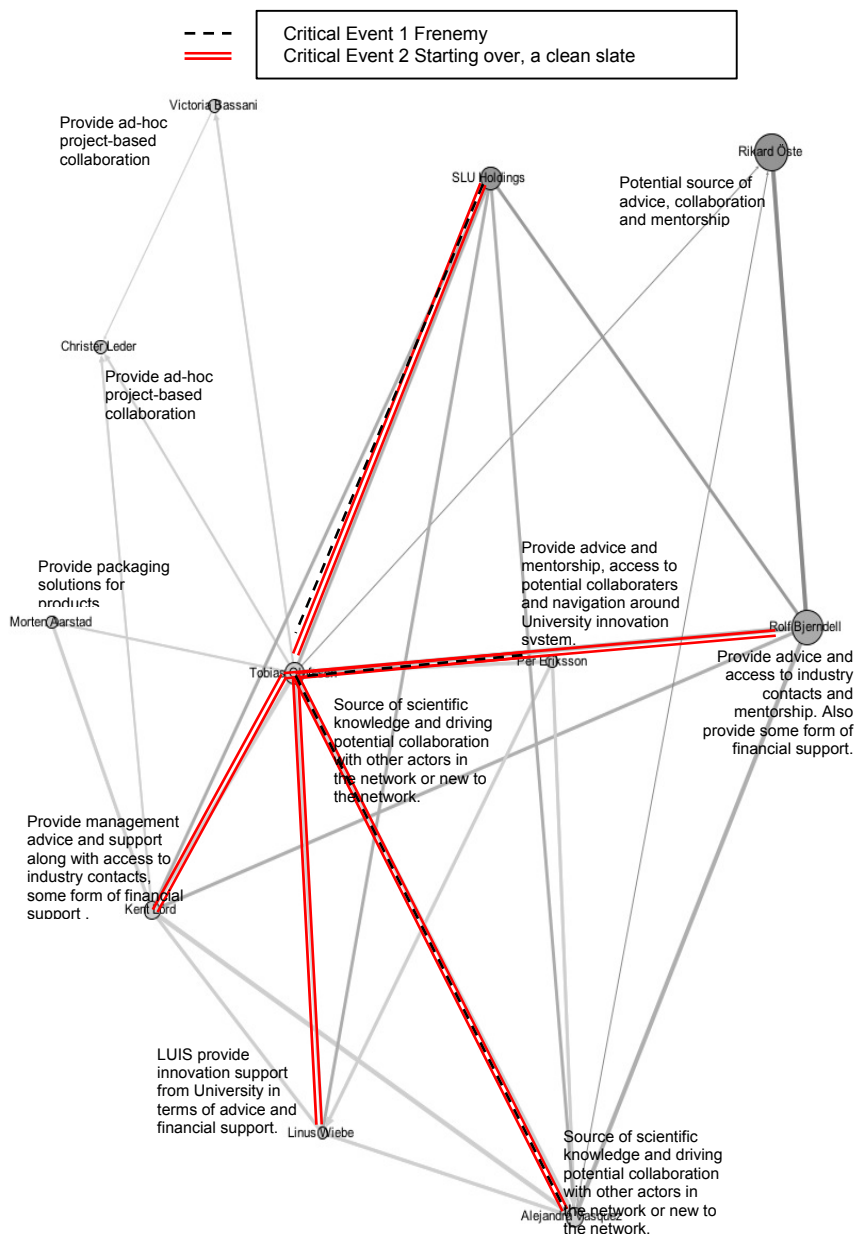 Critical Event 1 Frenemy
Critical Event 2 Starting over, a clean slate
Victoria Bassani
Provide ad-hoc
project-based
collaboration
Rikard Öste
SLU Holdings
Potential source of
advice, collaboration
and mentorship
Christer Leder
Provide ad-hoc
project-based
collaboration
Provide advice and
mentorship, access to
potential collaboraters
and navigation around
University innovation
system.
Provide packaging
solutions for
products
Morten Aarstad
Rolf Bjerndell
Per Eriksson
Tobias
Provide advice and
access to industry
contacts and
mentorship. Also
provide some form of
financial support.
Source of scientific
knowledge and driving
potential collaboration
with other actors in
the network or new to
the network.
Provide management
advice and support
along with access to
industry contacts,
some form of financial
support .
Kent Lord
LUIS provide
innovation support
from University in
terms of advice and
financial support.
Linus Wiebe
Source of scientific
knowledge and driving
potential collaboration
with other actors in
the network or new to
the network.
Alejandra Vasquez